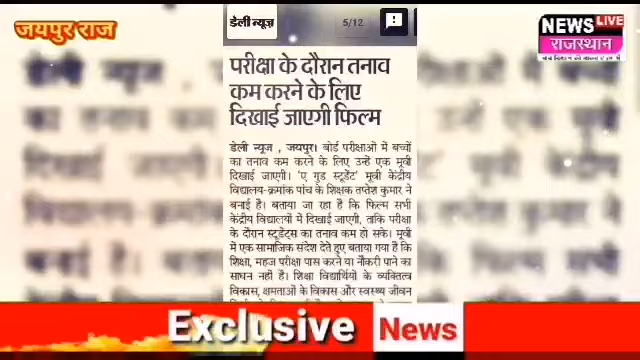 जयपुर राज
डेली न्यूज़
5/12
NEWS LIVE
राजस्थान
परीक्षा के दौरान तनाव
कम करने के लिए
दिखाई जाएगी फिल्म
डेली न्यूज, जयपुर। बोर्ड परीक्षाओं में बच्चों
का तनाव कम करने के लिए उन्हें एक मूवी
दिखाई जाएगी। 'ए गुड स्टूडेंट' मूवी केंद्रीय
विद्यालय-क्रमांक पांच के शिक्षक तप्तेश कुमार ने
बनाई है। बताया जा रहा है कि फिल्म सभी
केंद्रीय विद्यालयों में दिखाई जाएगी, ताकि परीक्षा
के दौरान स्टूडेंट्स का तनाव कम हो सके। मूवी
में एक सामाजिक संदेश देते हुए बताया गया है कि
शिक्षा, महज परीक्षा पास करने या नौकरी पाने का
साधन नहीं है। शिक्षा विद्यार्थियों के व्यक्तित्व
विकास, क्षमताओं के विकास और स्वस्थ्य जीवन
Exclusive News